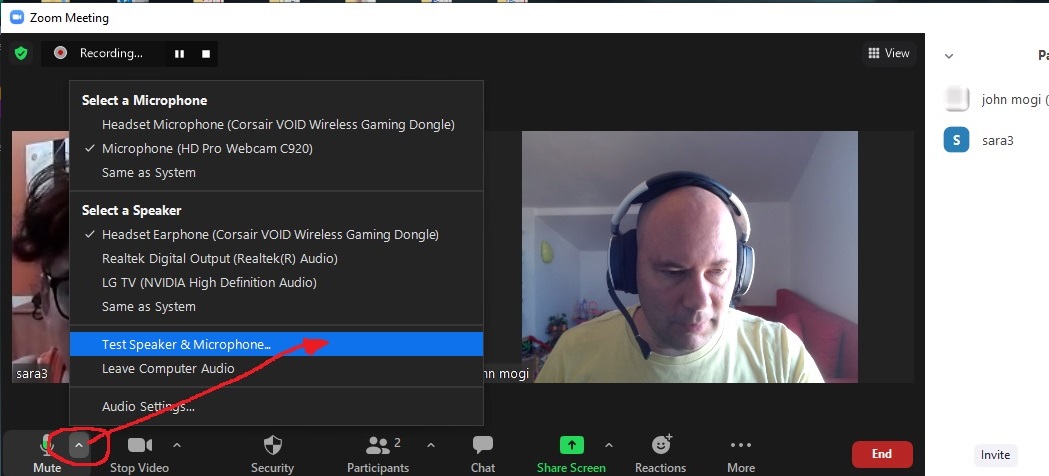 Zoom Meeting
Recording...
View
Select a Microphone
Headset Microphone (Corsair VOID Wireless Gaming Dongle)
Microphone (HD Pro Webcam C920)
Same as System
Select a Speaker
Headset Earphone (Corsair VOID Wireless Gaming Dongle)
Realtek Digital Output (Realtek(R) Audio)
LG TV (NVIDIA High Definition Audio)
Same as System
Test Speaker & Microphone...
Leave Computer Audio
Audio Settings...
sara3
hn mogi
Mute
Stop Video
Security
Participants
2
Chat
Share Screen
Reactions
More
End
Pa
john mogi (
S
sara3
Invite